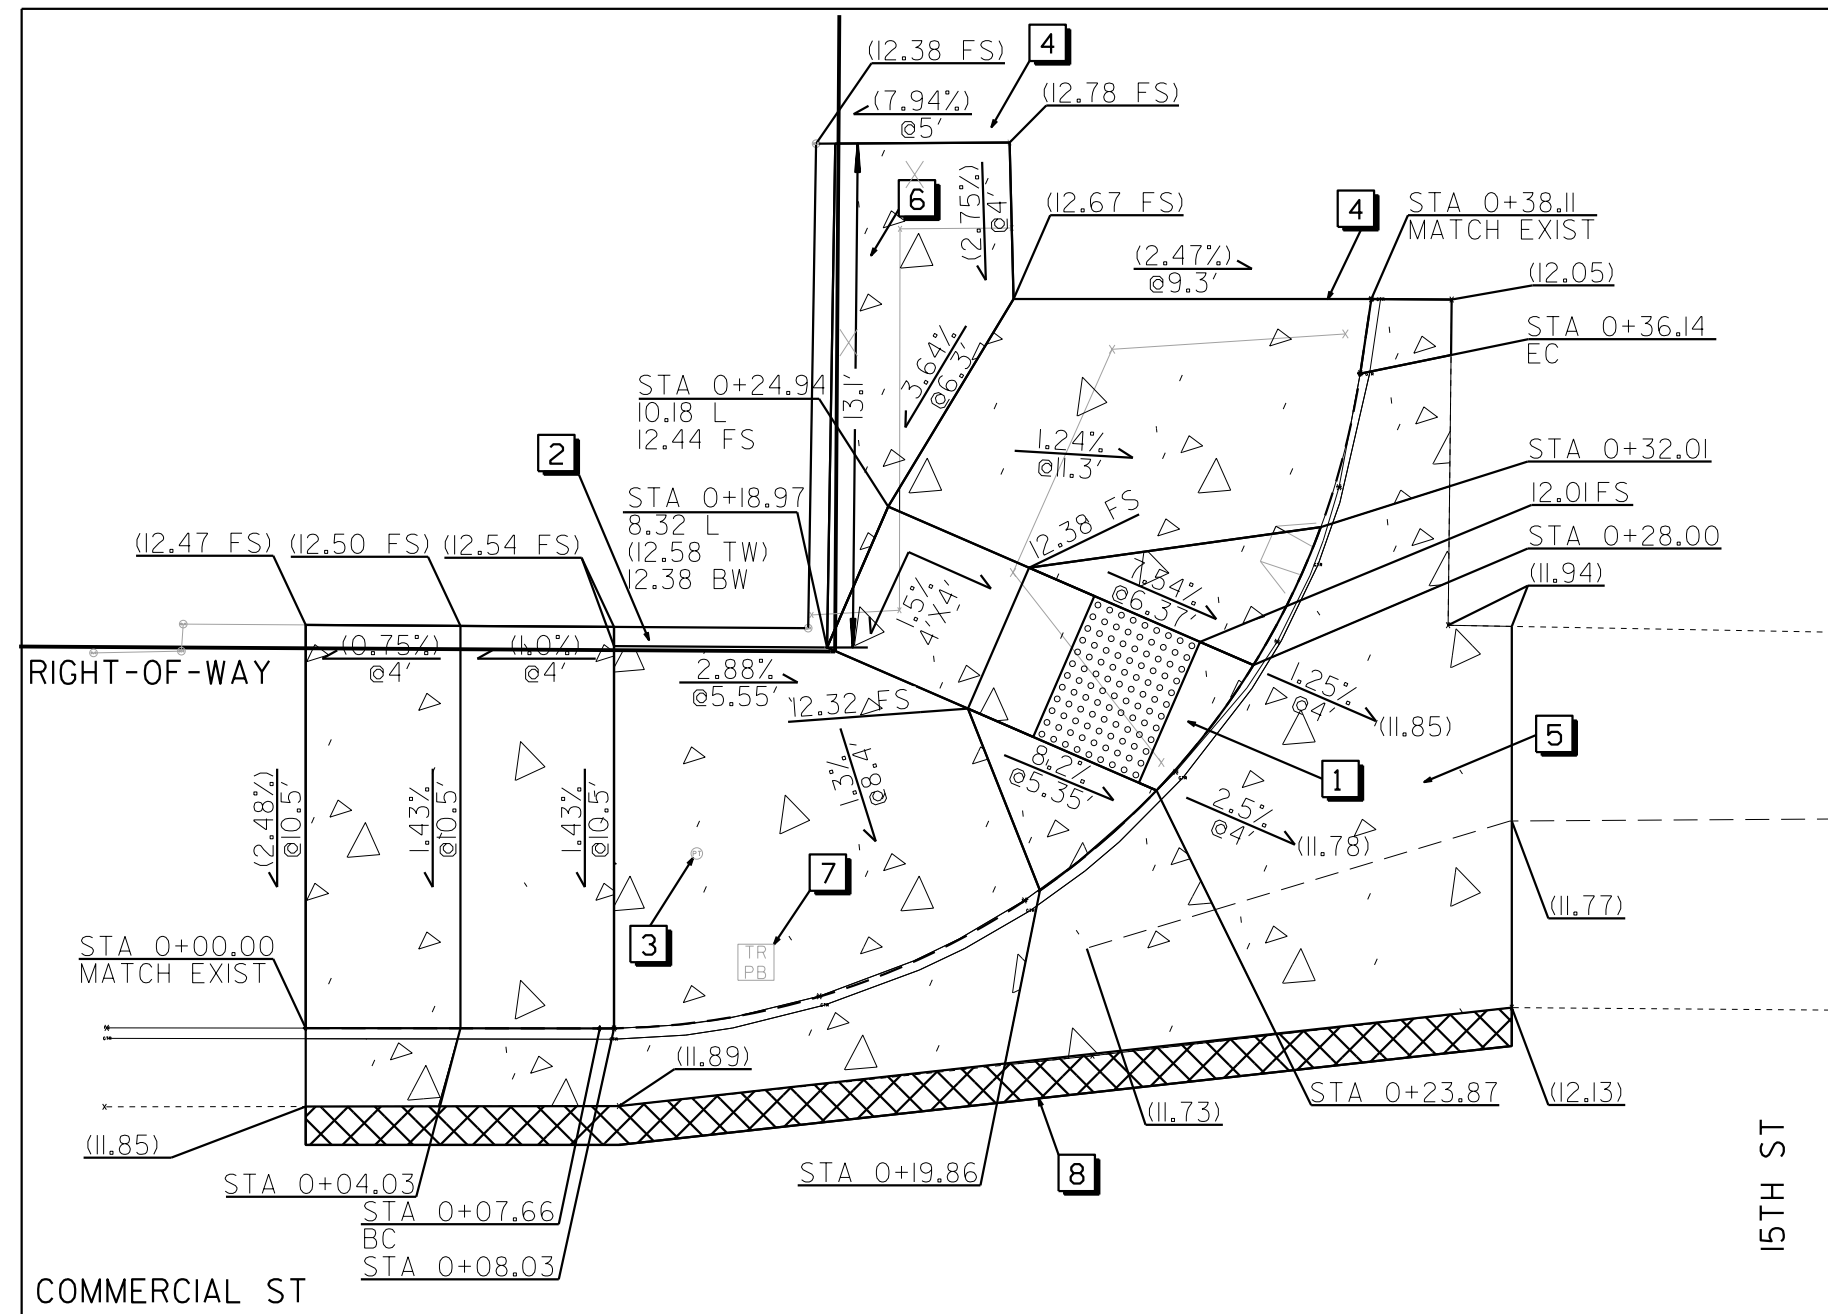 (12.38 FS)
4
(7.94%)
@5'
(12.78 FS)
6
(2.75%)
@4'
(12.67 FS)
4
STA 0+38.11
MATCH EXIST
(2.47%)
@9.3'
(12.05)
STA 0+36.14
EC
3.64%
@6.3'
13.1'
STA 0+24.94
10.18 L
12.44 FS
2
1.24%
@11.3'
STA 0+32.01
STA 0+18.97
8.32 L
(12.58 TW)
12.38 BW
12.01 FS
12.38 FS
STA 0+28.00
(12.47 FS)
(12.50 FS)
(12.54 FS)
(11.94)
7.54%
@6.37'
1.5%
4'X4'
(0.75%)
@4'
(1.0%)
@4'
RIGHT-OF-WAY
2.88%
@5.55'
12.32 FS
1.25%
@4'
(11.85)
5
1
8.2%
@5.35'
1.3%
@8.4'
(2.48%)
@10.5'
1.43%
@10.5'
1.43%
@10.5'
2.5%
@4'
(11.78)
PT
7
(11.77)
3
TR
PB
STA 0+00.00
MATCH EXIST
(11.89)
STA 0+23.87
(12.13)
(11.73)
(11.85)
STA 0+19.86
8
STA 0+04.03
STA 0+07.66
BC
STA 0+08.03
15TH ST
COMMERCIAL ST